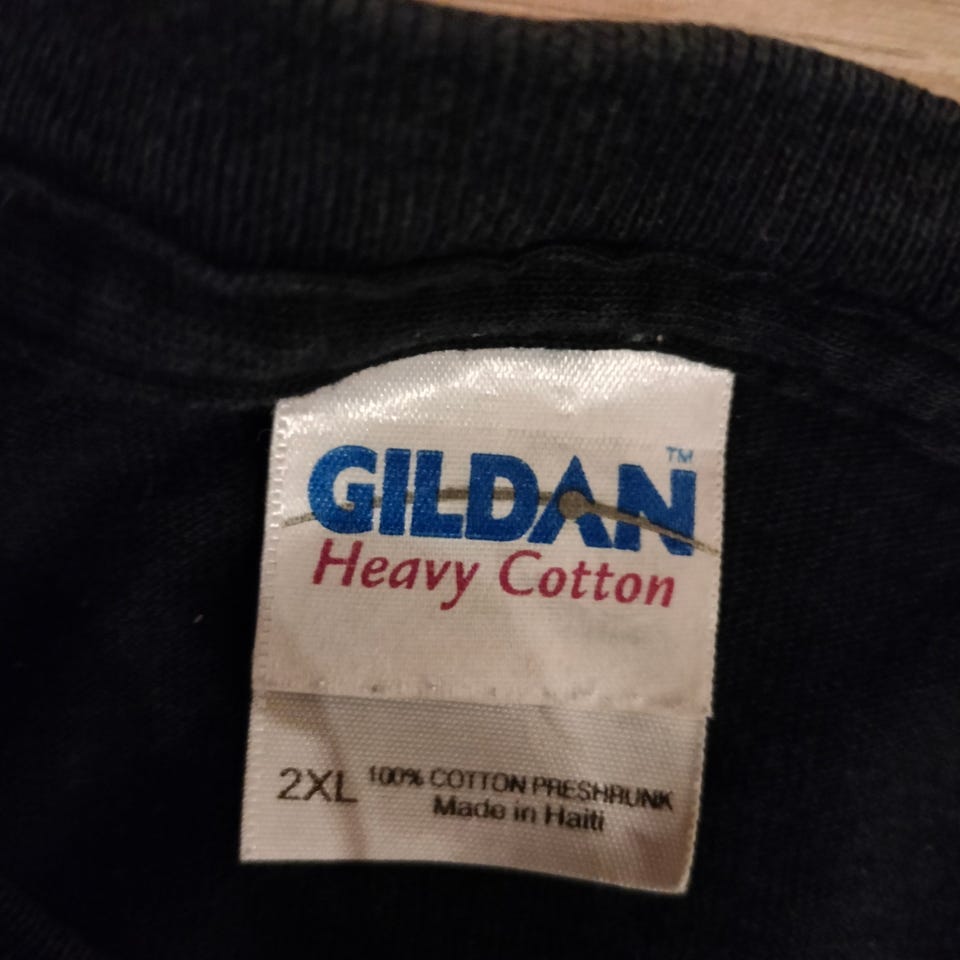 GILDAN™
Heavy Cotton
2XL 100% COTTON PRESHRUNK
Made in Haiti